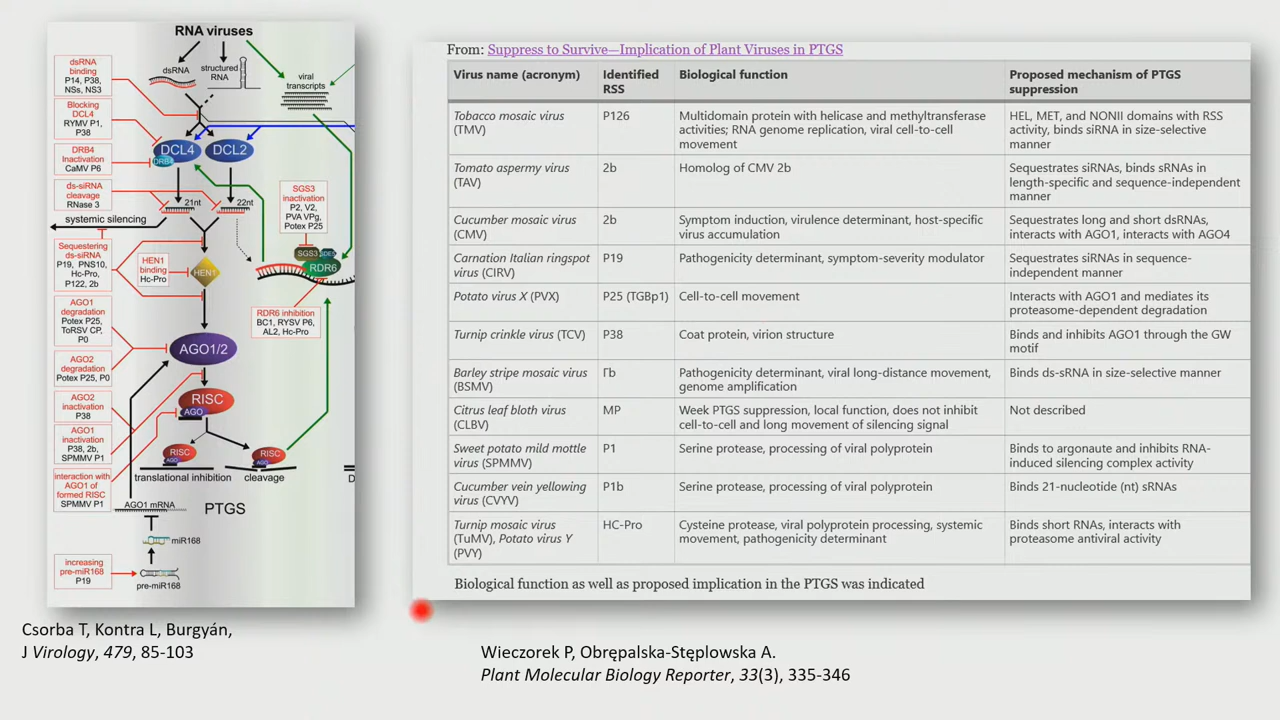 RNA viruses
dsRNA
structured
RNA
viral
transcripts
dsRNA
binding
P14, P38,
NSs, NS3
Blocking
DCL4
RYMV P1,
P38
DCL4
DCL2
DRB4
DRB4
Inactivation
CaMV P6
ds-siRNA
cleavage
RNase 3
21nt
22nt
SGS3
inactivation
P2, V2,
PVA VPg,
Potex P25
systemic silencing
Sequestering
ds-siRNA
P19, PNS10,
Hc-Pro,
P122, 2b
HEN1
binding
Hc-Pro
HEN1
SGS3
RDR6
RDR6 inhibition
BC1, RYSV P6,
AL2, Hc-Pro
AGO1
degradation
Potex P25,
ToRSV CP,
P0
AGO1/2
AGO2
degradation
Potex P25, P0
AGO2
inactivation
P38
RISC
AGO
AGO1
inactivation
P38, 2b,
SPMMV P1
RISC
AGO
RISC
AGO
translational inhibition
cleavage
D
interaction with
AGO1 of
formed RISC
SPMMV P1
AGO1 mRNA
PTGS
miR168
increasing
pre-miR168
P19
pre-miR168
Csorba T, Kontra L, Burgyán,
J Virology, 479, 85-103
From: Suppress to Survive—Implication of Plant Viruses in PTGS
Virus name (acronym) Identified RSS Biological function Proposed mechanism of PTGS
suppression
Tobacco mosaic virus P126 Multidomain protein with helicase and methyltransferase HEL, MET, and NONII domains with RSS
(TMV) activities; RNA genome replication, viral cell-to-cell activity, binds siRNA in size-selective
movement manner
Tomato aspermy virus 2b Homolog of CMV 2b Sequestrates siRNAs, binds sRNAs in
(TAV) length-specific and sequence-independent
manner
Cucumber mosaic virus 2b Symptom induction, virulence determinant, host-specific Sequestrates long and short dsRNAs,
(CMV) virus accumulation interacts with AGO1, interacts with AGO4
Carnation Italian ringspot P19 Pathogenicity determinant, symptom-severity modulator Sequestrates siRNAs in sequence-
virus (CIRV) independent manner
Potato virus X (PVX) P25 (TGBp1) Cell-to-cell movement Interacts with AGO1 and mediates its
proteasome-dependent degradation
Turnip crinkle virus (TCV) P38 Coat protein, virion structure Binds and inhibits AGO1 through the GW
motif
Barley stripe mosaic virus Γb Pathogenicity determinant, viral long-distance movement, Binds ds-sRNA in size-selective manner
(BSMV) genome amplification
Citrus leaf bloth virus MP Week PTGS suppression, local function, does not inhibit Not described
(CLBV) cell-to-cell and long movement of silencing signal
Sweet potato mild mottle P1 Serine protease, processing of viral polyprotein Binds to argonaute and inhibits RNA-
virus (SPMMV) induced silencing complex activity
Cucumber vein yellowing P1b Serine protease, processing of viral polyprotein Binds 21-nucleotide (nt) sRNAs
virus (CVYV)
Turnip mosaic virus HC-Pro Cysteine protease, viral polyprotein processing, systemic Binds short RNAs, interacts with
(TuMV), Potato virus Y movement, pathogenicity determinant proteasome antiviral activity
(PVY)
Biological function as well as proposed implication in the PTGS was indicated
Wieczorek P, Obrępalska-Stęplowska A.
Plant Molecular Biology Reporter, 33(3), 335-346